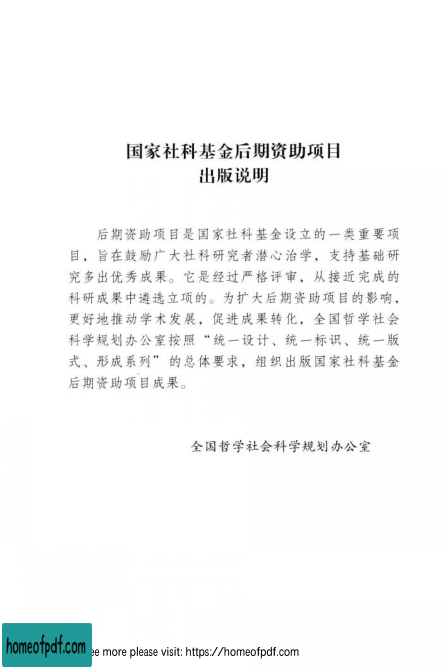 国家社科基金后期资助项目
出版说明
后期资助项目是国家社科基金设立的一类重要项
目，旨在鼓励广大社科研究者潜心治学，支持基础研
究多出优秀成果。它是经过严格评审，从接近完成的
科研成果中遴选立项的。为扩大后期资助项目的影响，
更好地推动学术发展，促进成果转化，全国哲学社会
科学规划办公室按照“统一设计、统一标识、统一版
式、形成系列”的总体要求，组织出版国家社科基金
后期资助项目成果。
全国哲学社会科学规划办公室
homeofpdf.com
ee more please visit: https://homeofpdf.com